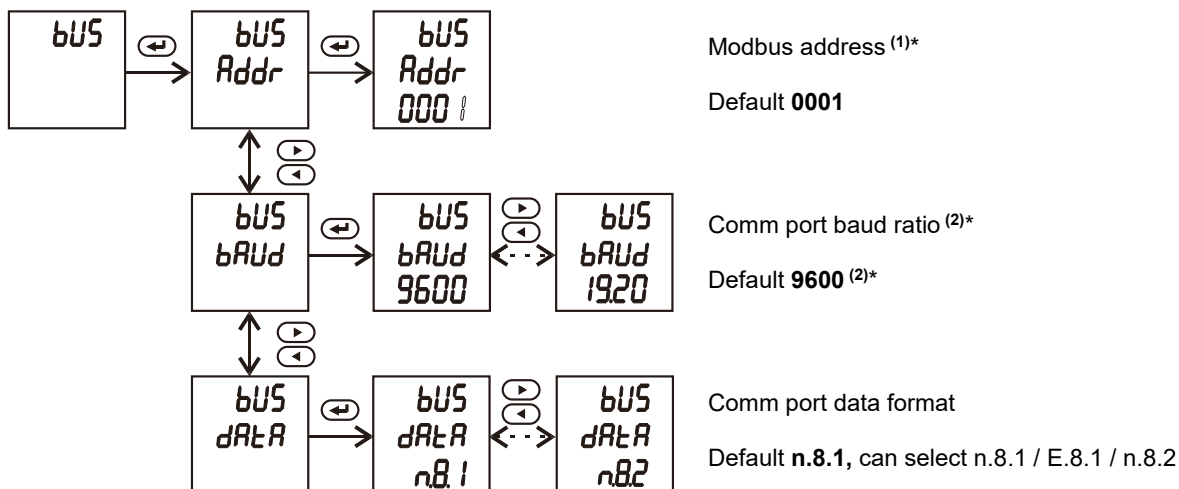 bUS
bUS
Addr
bUS
Addr
0001
Modbus address (1)*
Default 0001
bUS
bAUd
bUS
bAUd
9600
bUS
bAUd
19.20
Comm port baud ratio (2)*
Default 9600 (2)*
bUS
dAtA
bUS
dAtA
n.8.1
bUS
dAtA
n.8.2
Comm port data format
Default n.8.1, can select n.8.1 / E.8.1 / n.8.2